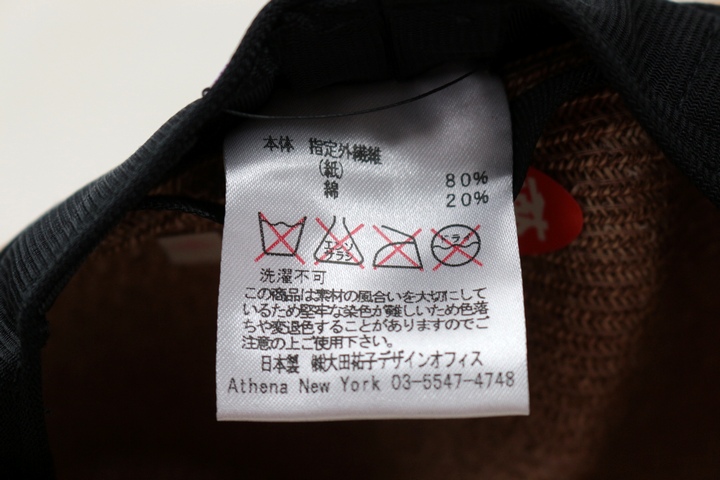 本体 指定外繊維
(紙) 80%
綿 20%
エンソ
サラシ
ドライ
洗濯不可
この商品は素材の風合いを大切にして
いるため堅牢な染色が難しいため色落
ちや変退色することがありますのでご
注意の上ご使用下さい。
日本製 ㈱大田祐子デザインオフィス
Athena New York 03-5547-4748